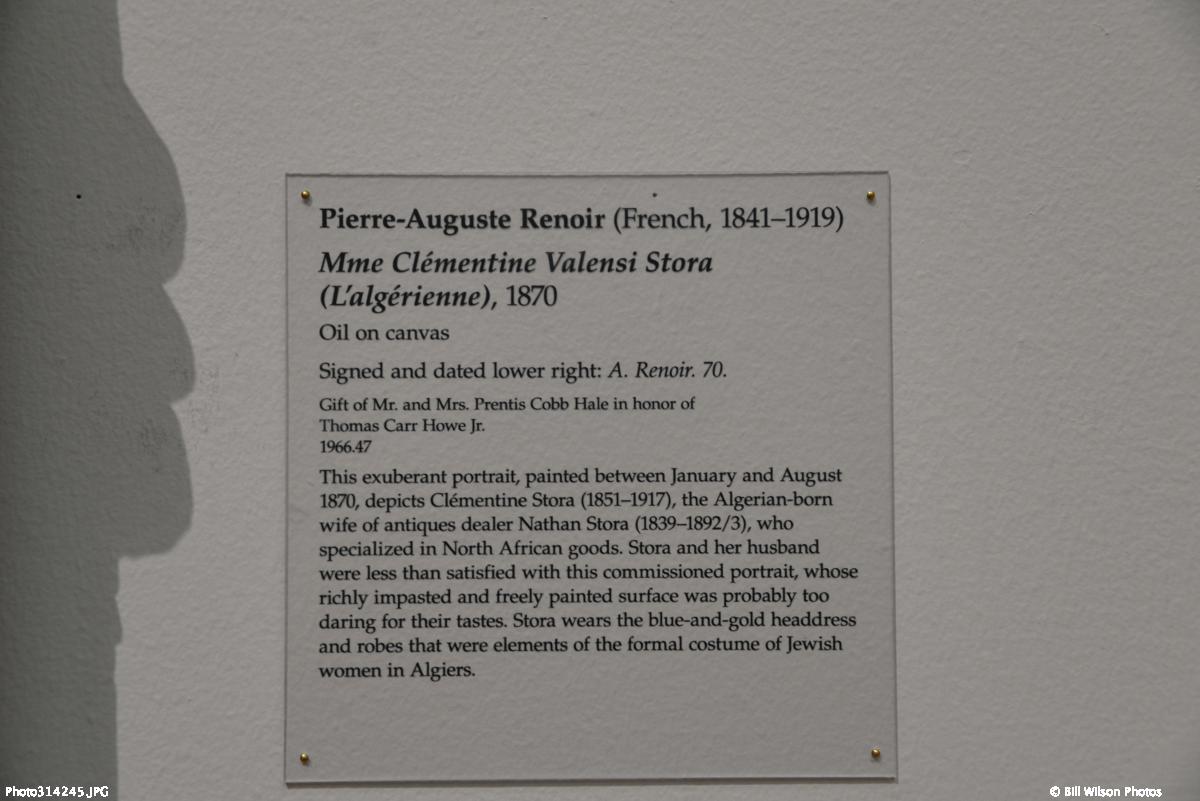 Pierre-Auguste Renoir (French, 1841–1919)
Mme Clémentine Valensi Stora
(L'algérienne), 1870
Oil on canvas
Signed and dated lower right: A. Renoir. 70.
Gift of Mr. and Mrs. Prentis Cobb Hale in honor of
Thomas Carr Howe Jr.
1966.47
This exuberant portrait, painted between January and August
1870, depicts Clémentine Stora (1851–1917), the Algerian-born
wife of antiques dealer Nathan Stora (1839–1892/3), who
specialized in North African goods. Stora and her husband
were less than satisfied with this commissioned portrait, whose
richly impasted and freely painted surface was probably too
daring for their tastes. Stora wears the blue-and-gold headdress
and robes that were elements of the formal costume of Jewish
women in Algiers.
Photo314245.JPG
© Bill Wilson Photos